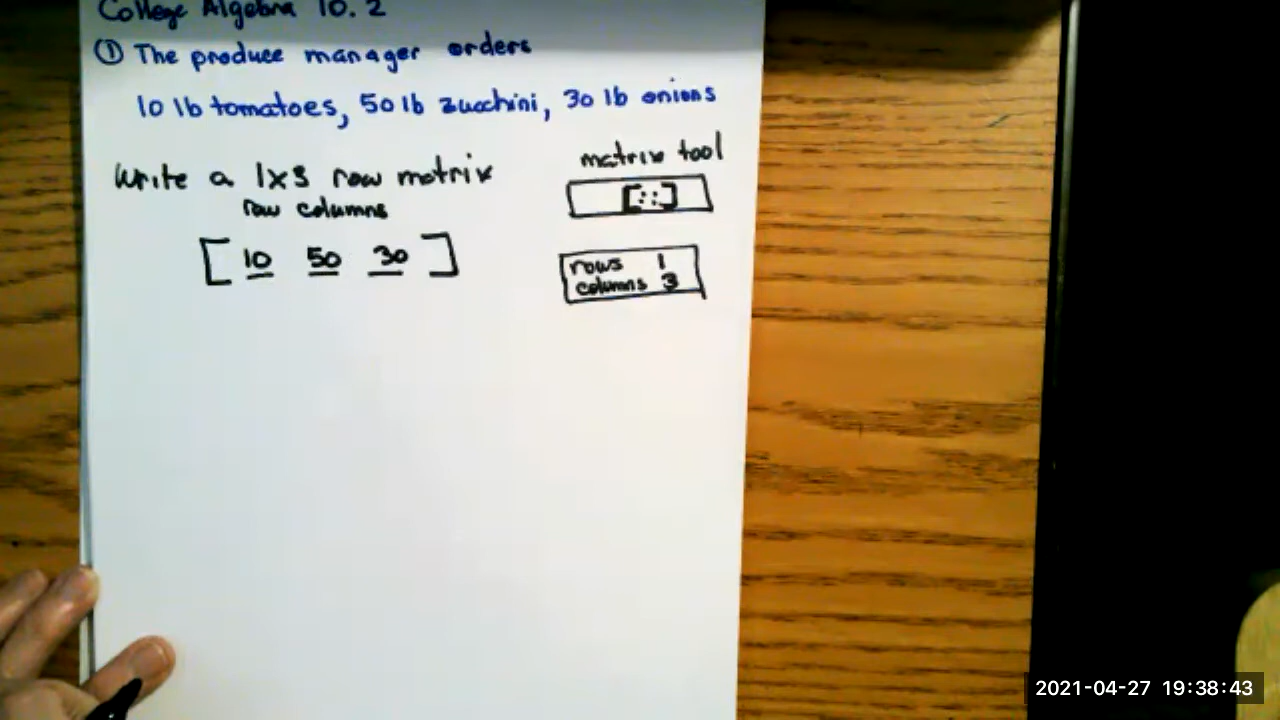 College Algebra 10.2
① The produce manager orders
10 lb tomatoes, 50 lb zucchini, 30 lb onions
Write a 1x3 row matrix
row columns
[ 10 50 30 ]
matrix tool
[::]
rows 1
columns 3
2021-04-27 19:38:43